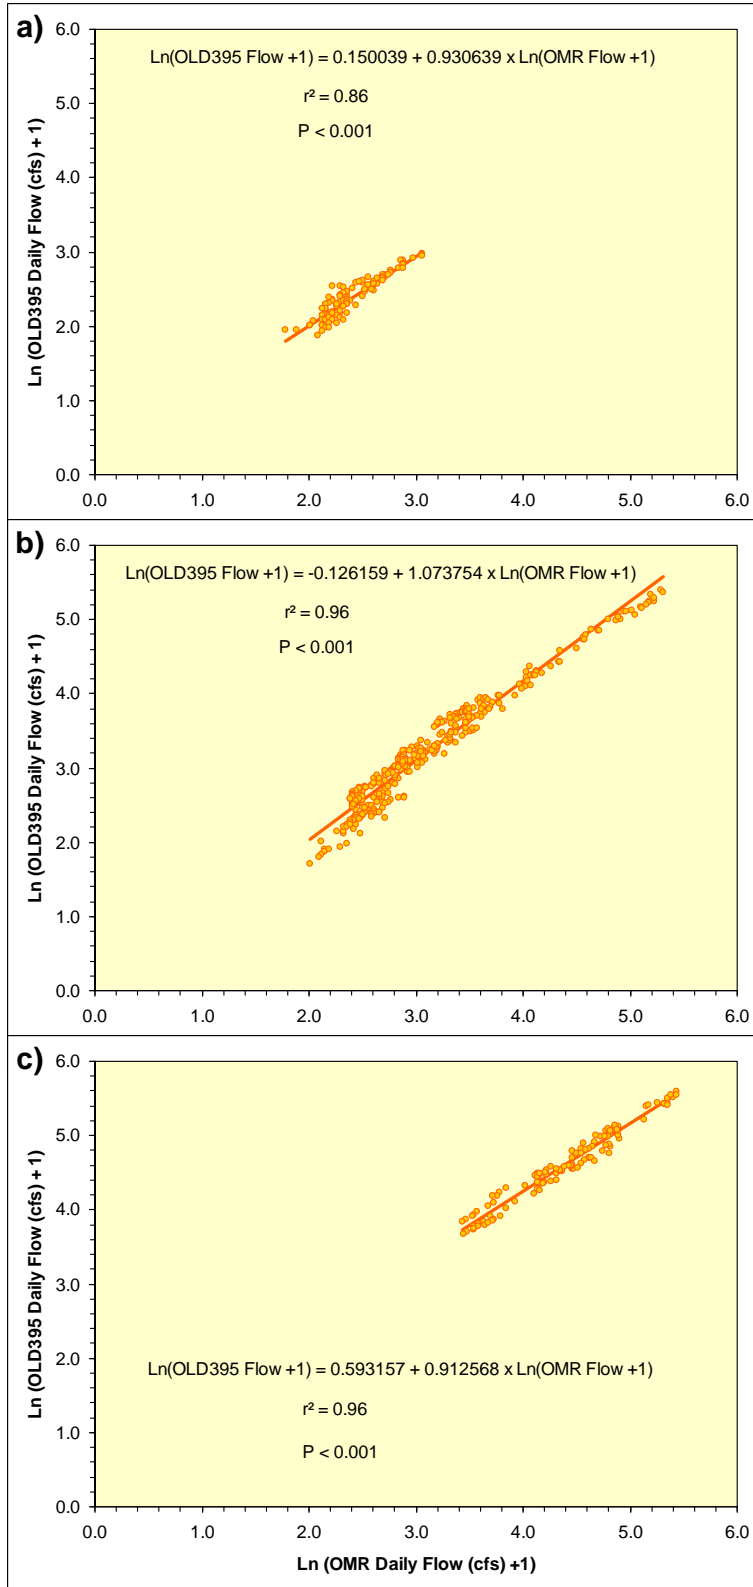 a)
Ln(OLD395 Flow +1) = 0.150039 + 0.930639 x Ln(OMR Flow +1)
r² = 0.86
P < 0.001
Ln (OLD395 Daily Flow (cfs) + 1)
6.0
5.0
4.0
3.0
2.0
1.0
0.0
0.0 1.0 2.0 3.0 4.0 5.0 6.0
b)
Ln(OLD395 Flow +1) = -0.126159 + 1.073754 x Ln(OMR Flow +1)
r² = 0.96
P < 0.001
Ln (OLD395 Daily Flow (cfs) + 1)
6.0
5.0
4.0
3.0
2.0
1.0
0.0
0.0 1.0 2.0 3.0 4.0 5.0 6.0
c)
Ln (OLD395 Daily Flow (cfs) + 1)
6.0
5.0
4.0
3.0
2.0
1.0
0.0
Ln(OLD395 Flow +1) = 0.593157 + 0.912568 x Ln(OMR Flow +1)
r² = 0.96
P < 0.001
0.0 1.0 2.0 3.0 4.0 5.0 6.0
Ln (OMR Daily Flow (cfs) +1)